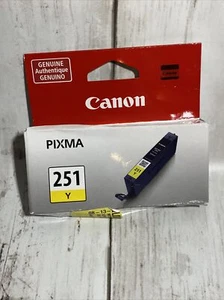 GENUINE
Authentique
GENUINO
Canon
PIXMA
251
Y